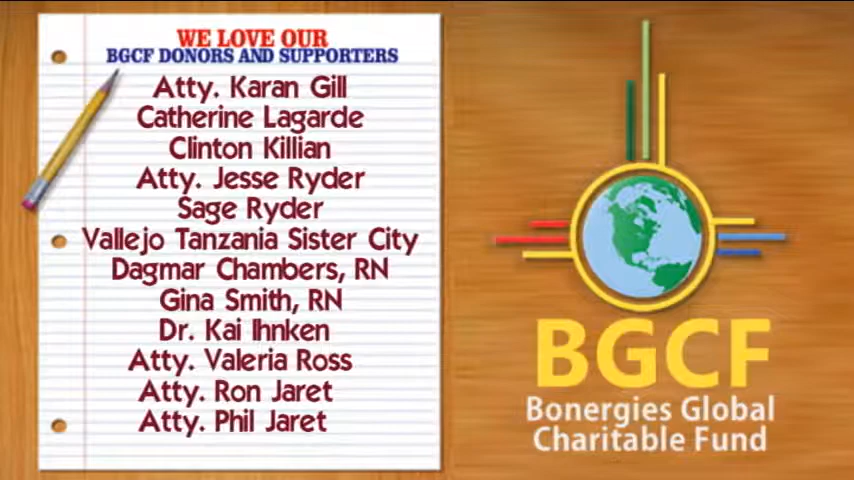 WE LOVE OUR
BGCF DONORS AND SUPPORTERS
Atty. Karan Gill
Catherine Lagarde
Clinton Killian
Atty. Jesse Ryder
Sage Ryder
Vallejo Tanzania Sister City
Dagmar Chambers, RN
Gina Smith, RN
Dr. Kai Ihnken
Atty. Valeria Ross
Atty. Ron Jaret
Atty. Phil Jaret
BGCF
Bonergies Global
Charitable Fund